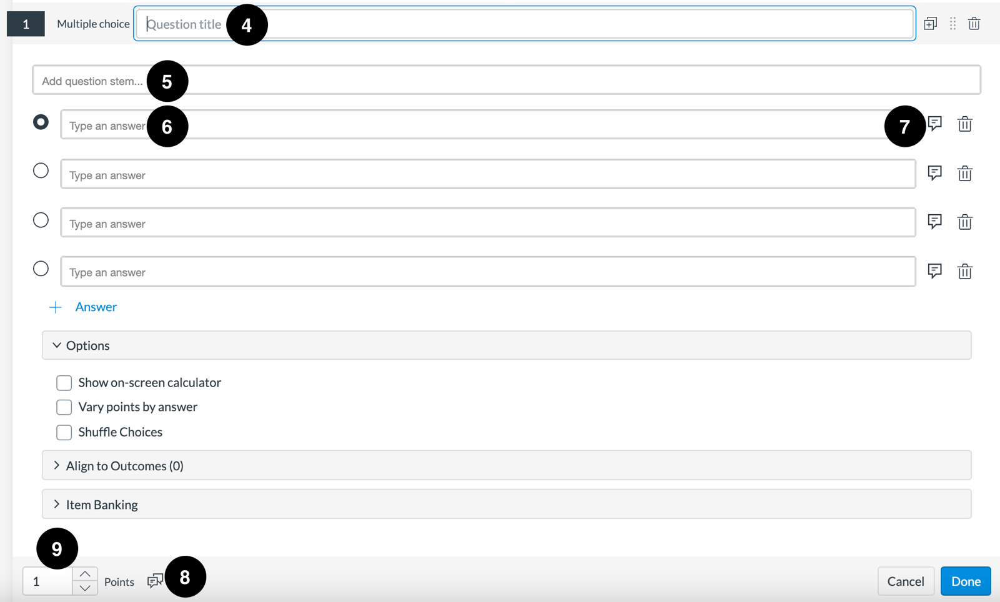 1 Multiple choice Question title 4
Add question stem... 5
Type an answer 6 7
Type an answer
Type an answer
Type an answer
+ Answer
Options
Show on-screen calculator
Vary points by answer
Shuffle Choices
Align to Outcomes (0)
Item Banking
9
1 Points 8 Cancel Done